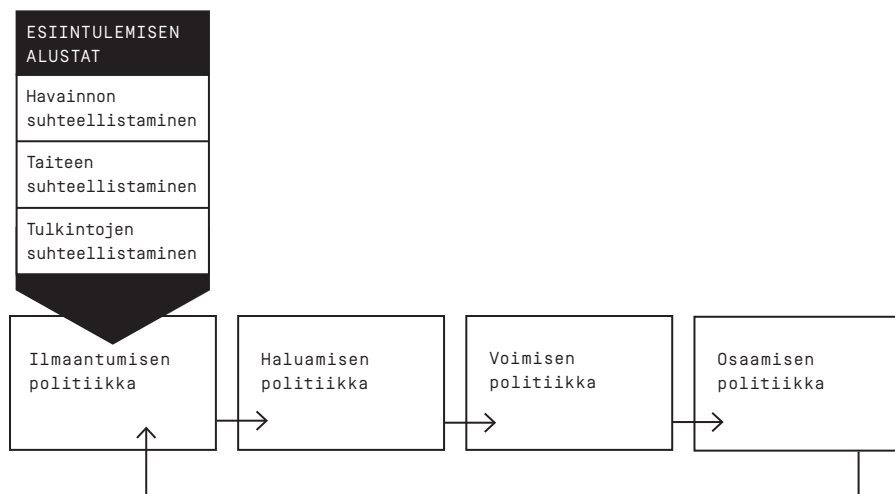 ESIINTULEMISEN
ALUSTAT
Havainnon
suhteellistaminen
Taiteen
suhteellistaminen
Tulkintojen
suhteellistaminen
Ilmaantumisen
politiikka
Haluamisen
politiikka
Voimisen
politiikka
Osaamisen
politiikka